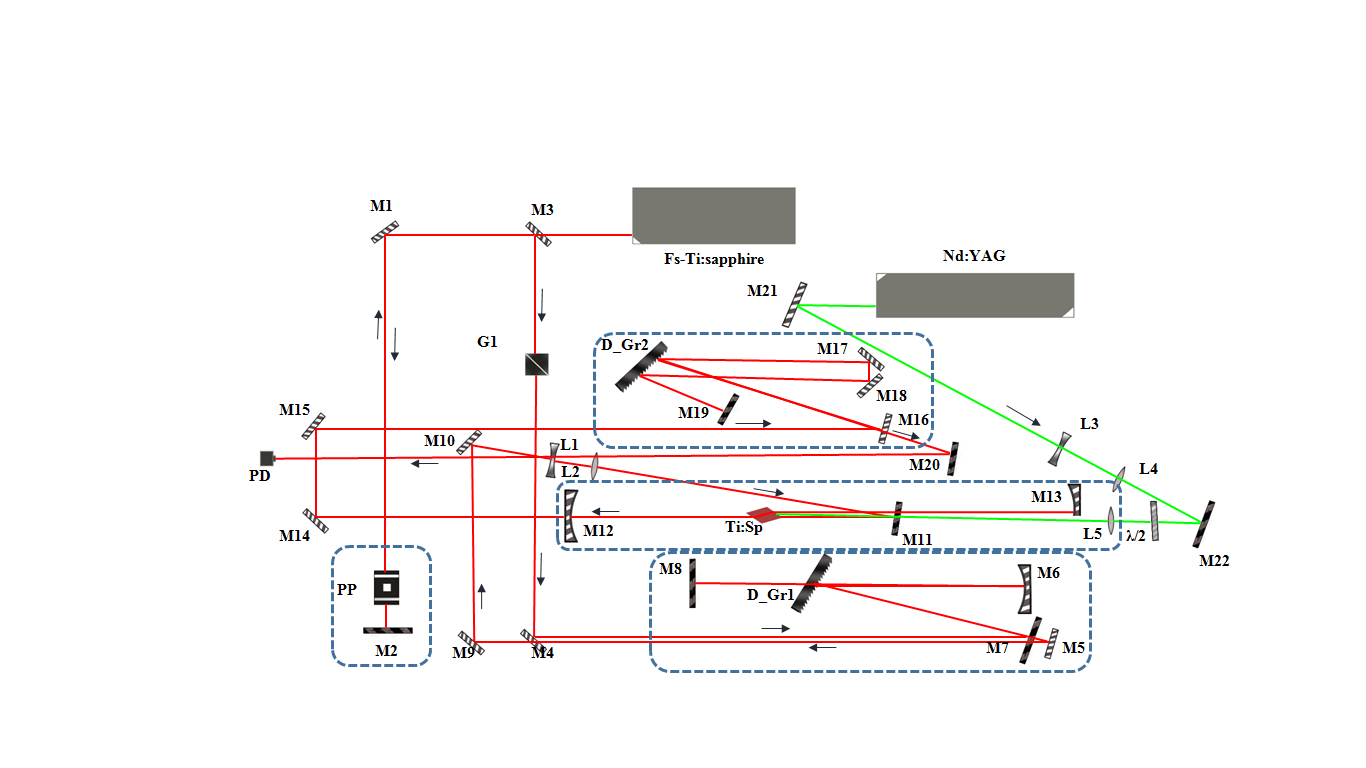 M1
M3
Fs-Ti:sapphire
Nd:YAG
M21
G1
D_Gr2
M17
M18
M19
M16
M15
M10
L1
L2
L3
L4
PD
M20
M14
M12
Ti:Sp
M11
M13
L5
λ/2
M22
PP
M2
M8
D_Gr1
M6
M9
M4
M7
M5